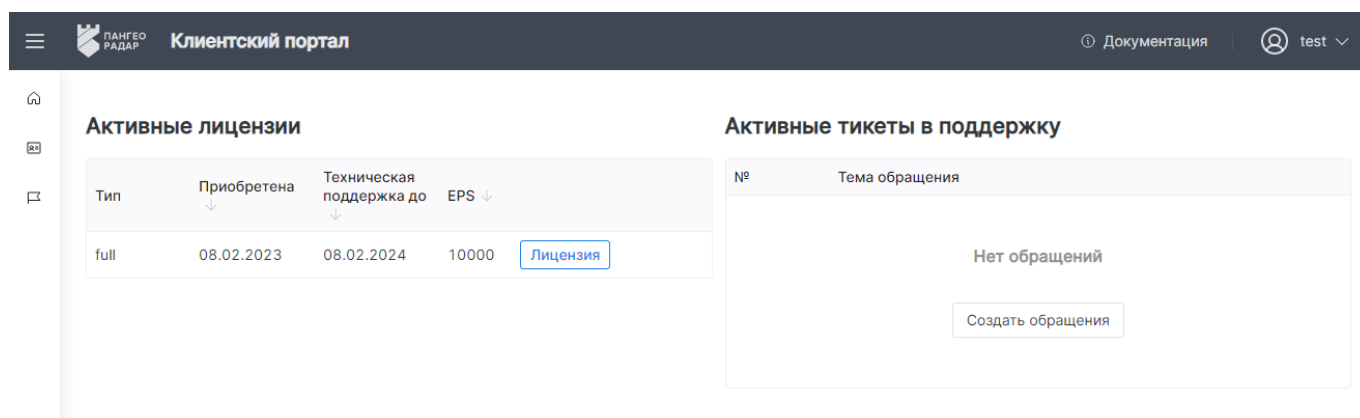 ПАНГЕО
РАДАР
Клиентский портал
Документация
test
Активные лицензии
Тип
Приобретена
Техническая
поддержка до
EPS
full
08.02.2023
08.02.2024
10000
Лицензия
Активные тикеты в поддержку
№
Тема обращения
Нет обращений
Создать обращения